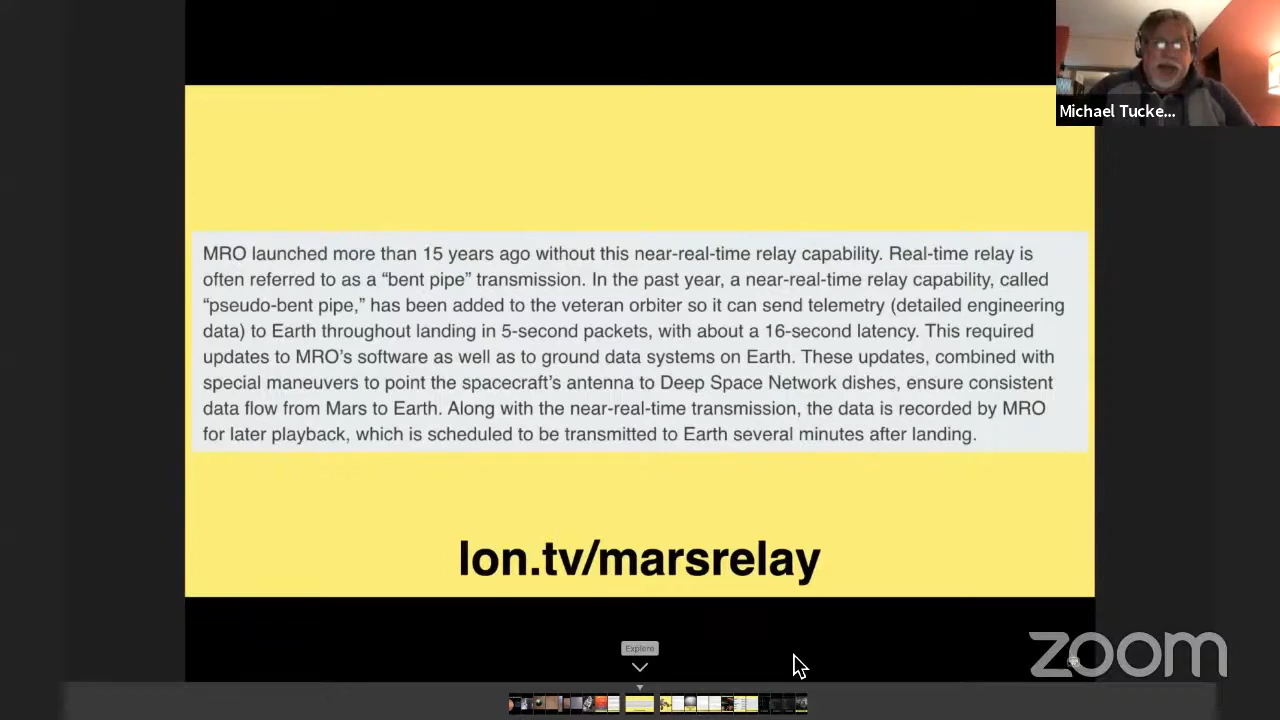 Michael Tucke...
MRO launched more than 15 years ago without this near-real-time relay capability. Real-time relay is
often referred to as a “bent pipe” transmission. In the past year, a near-real-time relay capability, called
“pseudo-bent pipe,” has been added to the veteran orbiter so it can send telemetry (detailed engineering
data) to Earth throughout landing in 5-second packets, with about a 16-second latency. This required
updates to MRO’s software as well as to ground data systems on Earth. These updates, combined with
special maneuvers to point the spacecraft’s antenna to Deep Space Network dishes, ensure consistent
data flow from Mars to Earth. Along with the near-real-time transmission, the data is recorded by MRO
for later playback, which is scheduled to be transmitted to Earth several minutes after landing.
lon.tv/marsrelay
Explore
zoom